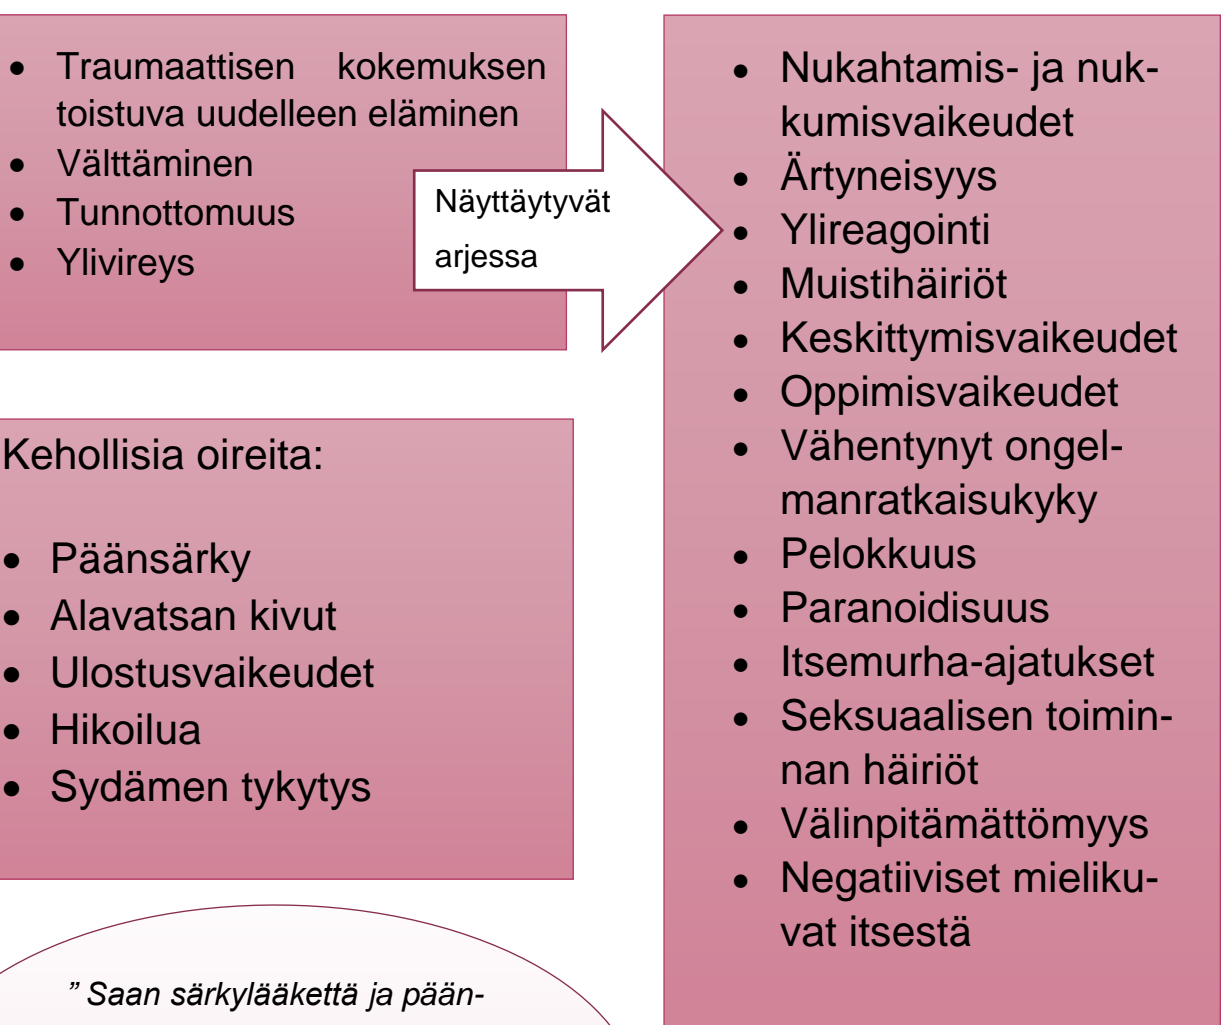 • Traumaattisen kokemuksen
toistuva uudelleen eläminen
• Välttäminen
• Tunnottomuus
• Ylivireys
Näyttäytyvät
arjessa
• Nukahtamis- ja nuk-
kumisvaikeudet
• Ärtyneisyys
• Ylireagointi
• Muistihäiriöt
• Keskittymisvaikeudet
• Oppimisvaikeudet
• Vähentynyt ongel-
manratkaisukyky
• Pelokkuus
• Paranoidisuus
• Itsemurha-ajatukset
• Seksuaalisen toimin-
nan häiriöt
• Välinpitämättömyys
• Negatiiviset mieliku-
vat itsestä
Kehollisia oireita:
• Päänsärky
• Alavatsan kivut
• Ulostusvaikeudet
• Hikoilua
• Sydämen tykytys
” Saan särkylääkettä ja pään-